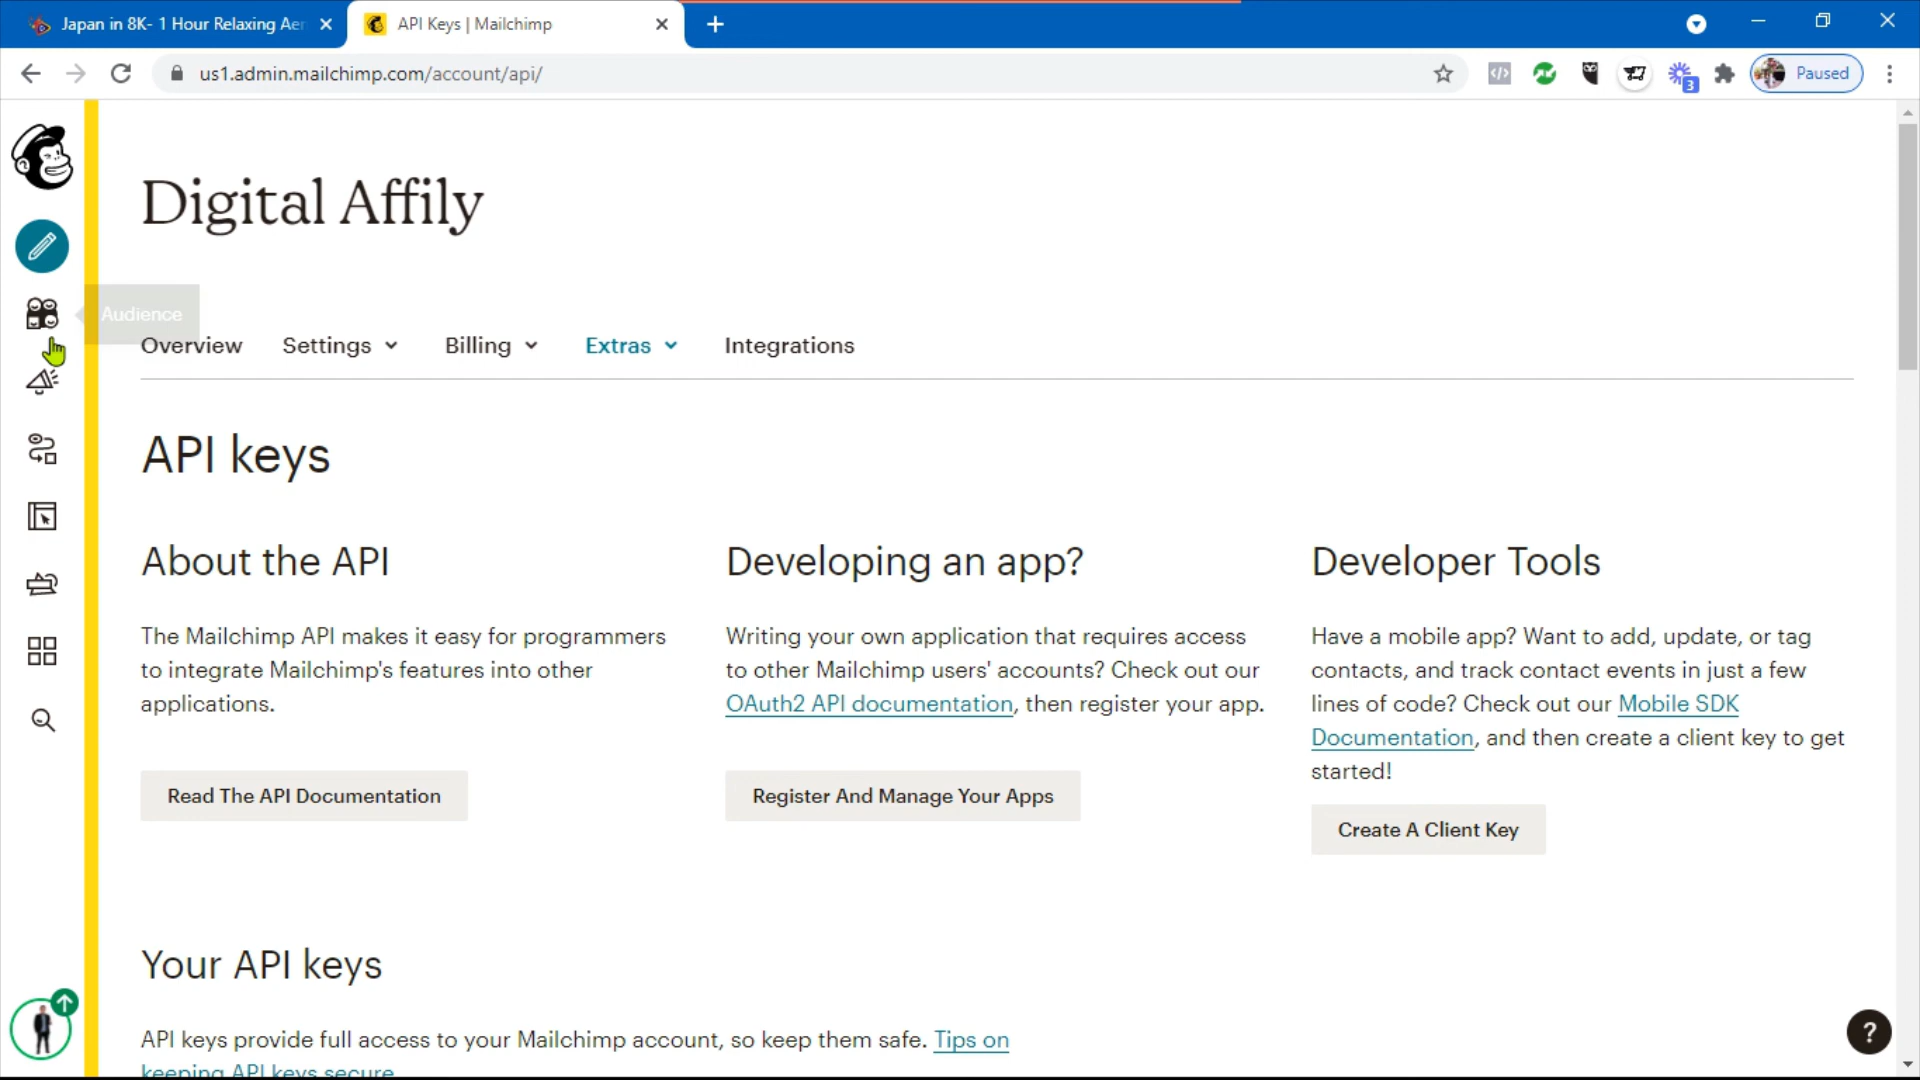 Japan in 8K- 1 Hour Relaxing Aer
API Keys | Mailchimp
us1.admin.mailchimp.com/account/api/
3
Paused
Digital Affily
Audience
Overview Settings Billing Extras Integrations
API keys
About the API
The Mailchimp API makes it easy for programmers
to integrate Mailchimp's features into other
applications.
Read The API Documentation
Developing an app?
Writing your own application that requires access
to other Mailchimp users' accounts? Check out our
OAuth2 API documentation, then register your app.
Register And Manage Your Apps
Developer Tools
Have a mobile app? Want to add, update, or tag
contacts, and track contact events in just a few
lines of code? Check out our Mobile SDK
Documentation, and then create a client key to get
started!
Create A Client Key
Your API keys
API keys provide full access to your Mailchimp account, so keep them safe. Tips on
keeping API keys secure
?